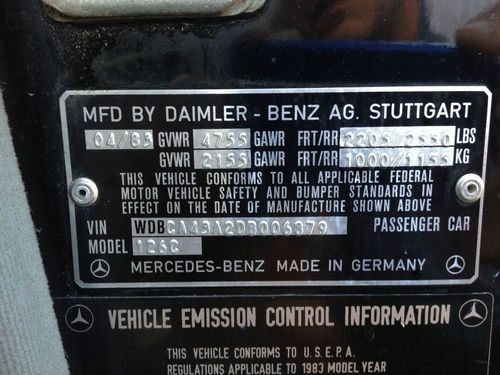 MFD BY DAIMLER - BENZ AG. STUTTGART
04/83 GVWR 4755 GAWR FRT/RR 2205/2550 LBS
GVWR 2155 GAWR FRT/RR 1000/1155 KG
THIS VEHICLE CONFORMS TO ALL APPLICABLE FEDERAL
MOTOR VEHICLE SAFETY AND BUMPER STANDARDS IN
EFFECT ON THE DATE OF MANUFACTURE SHOWN ABOVE
VIN WDBCA43A2DB006379 PASSENGER CAR
MODEL 126C
MERCEDES-BENZ MADE IN GERMANY
VEHICLE EMISSION CONTROL INFORMATION
THIS VEHICLE CONFORMS TO U.S.E.P.A.
REGULATIONS APPLICABLE TO 1983 MODEL YEAR